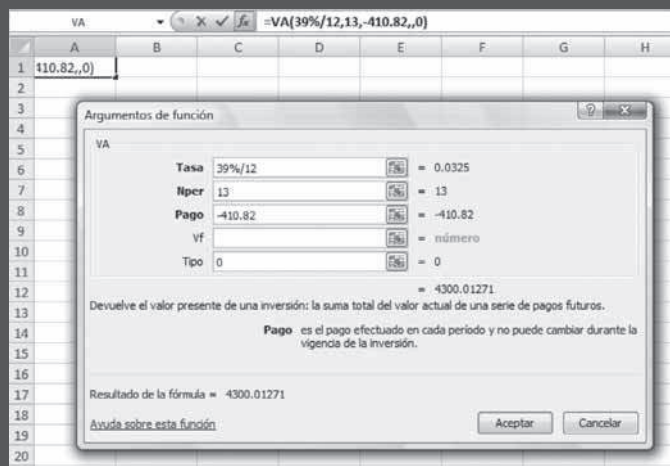 VA =VA(39%/12,13,-410.82,,0)
A B C D E F G H
1 410.82,,0)
2
3
4
5
6
7
8
9
10
11
12
13
14
15
16
17
18
19
20
Argumentos de función
VA
Tasa 39%/12 = 0.0325
Nper 13 = 13
Pago -410.82 = -410.82
Vf = número
Tipo 0 = 0
= 4300.01271
Devuelve el valor presente de una inversión: la suma total del valor actual de una serie de pagos futuros.
Pago es el pago efectuado en cada período y no puede cambiar durante la
vigencia de la inversión.
Resultado de la fórmula = 4300.01271
Ayuda sobre esta función Aceptar Cancelar